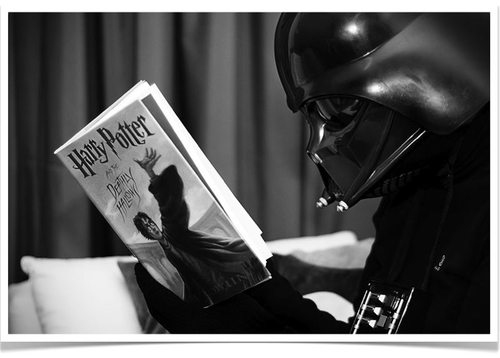 Harry Potter
AND THE
DEATHLY
HALLOWS